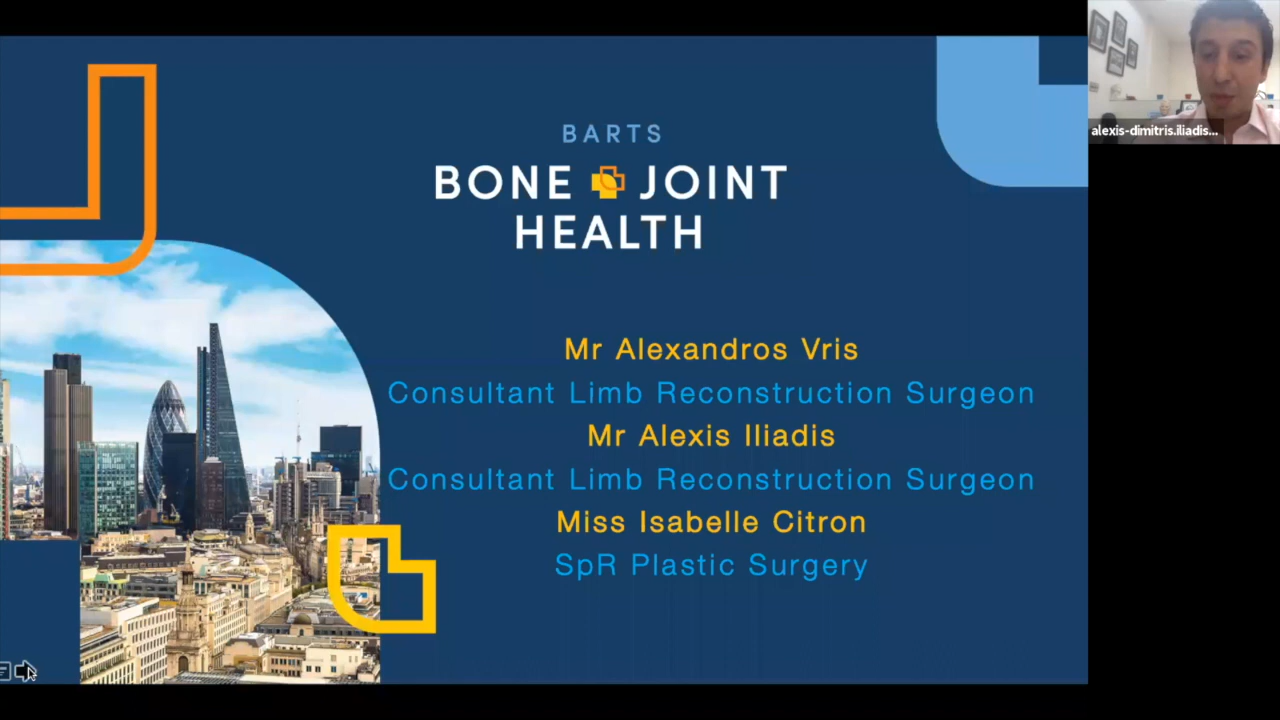 BARTS
BONE JOINT
HEALTH
Mr Alexandros Vris
Consultant Limb Reconstruction Surgeon
Mr Alexis Iliadis
Consultant Limb Reconstruction Surgeon
Miss Isabelle Citron
SpR Plastic Surgery
alexis-dimitris.iliadis...